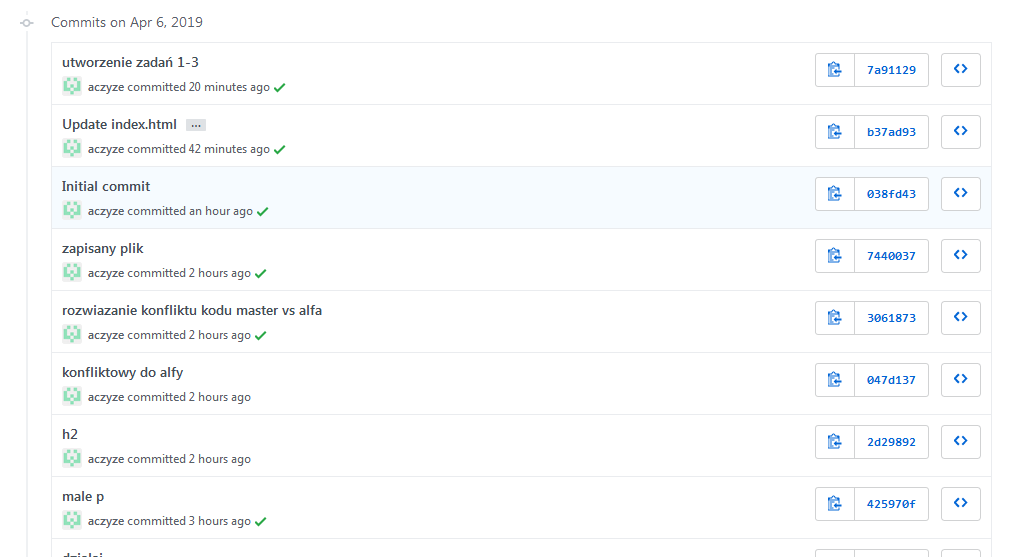 Commits on Apr 6, 2019
utworzenie zadań 1-3
aczyze committed 20 minutes ago
7a91129
Update index.html ...
aczyze committed 42 minutes ago
b37ad93
Initial commit
aczyze committed an hour ago
038fd43
zapisany plik
aczyze committed 2 hours ago
7440037
rozwiazanie konfliktu kodu master vs alfa
aczyze committed 2 hours ago
3061873
konfliktowy do alfy
aczyze committed 2 hours ago
047d137
h2
aczyze committed 2 hours ago
2d29892
male p
aczyze committed 3 hours ago
425970f